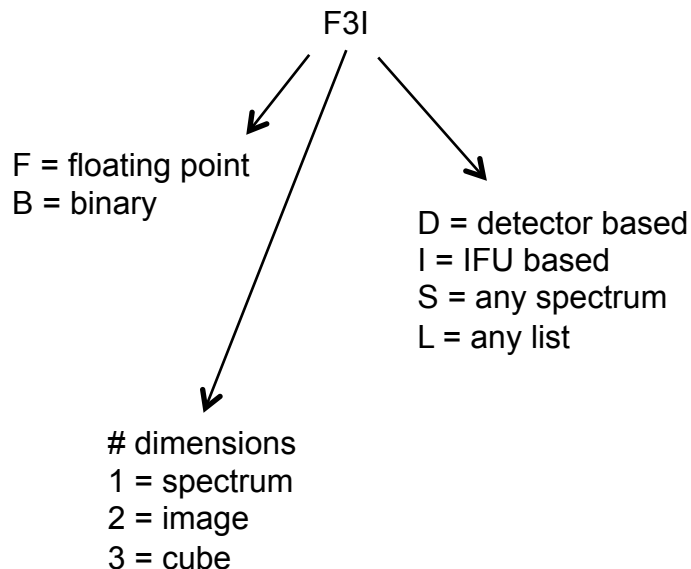 F3I
F = floating point
B = binary
D = detector based
I = IFU based
S = any spectrum
L = any list
# dimensions
1 = spectrum
2 = image
3 = cube